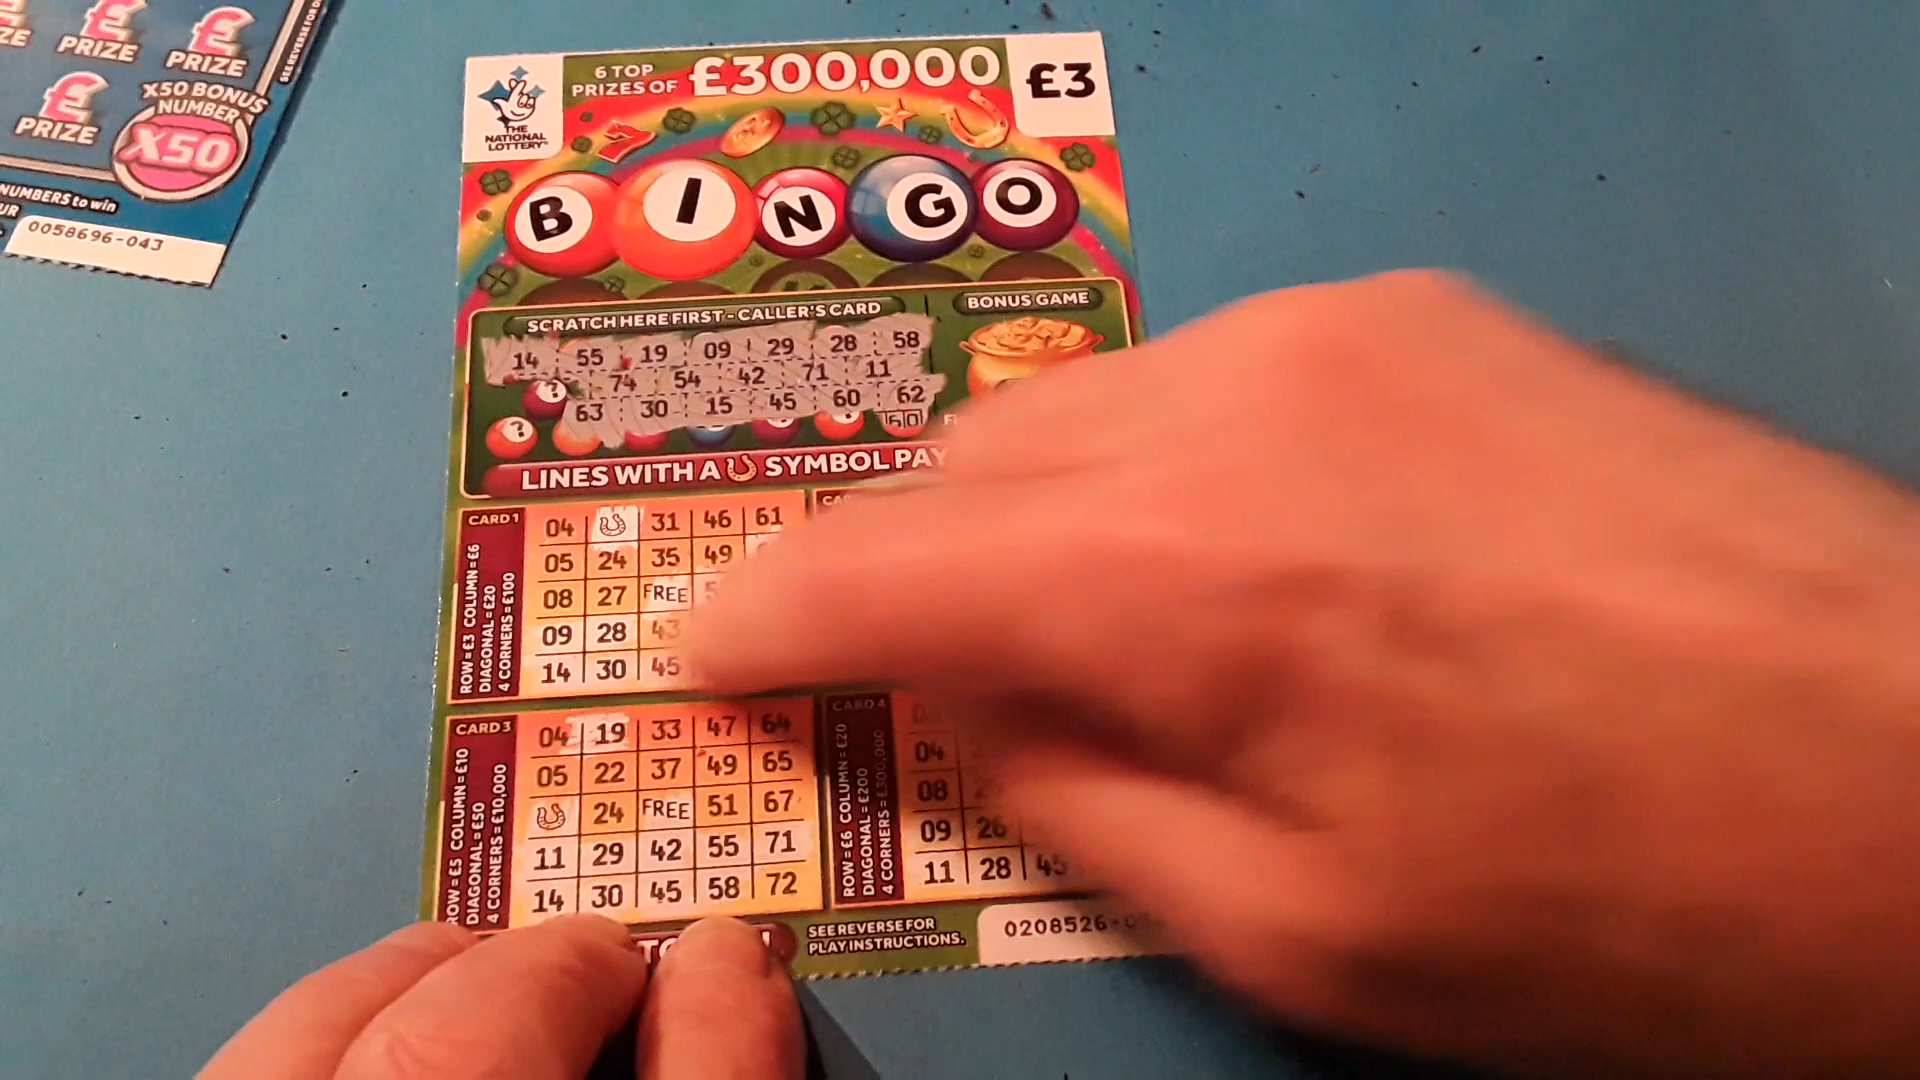 PRIZE
PRIZE
PRIZE
X50 BONUS
NUMBER
X50
NUMBERS to win
0058696-043
THE
NATIONAL
LOTTERY
6 TOP
PRIZES OF £300,000
£3
BINGO
SCRATCH HERE FIRST - CALLER'S CARD
BONUS GAME
14 55 19 09 29 28 58
74 54 42 71 11
63 30 15 45 60 62
LINES WITH A SYMBOL PAY
CARD 1
ROW = £3 COLUMN = £6
DIAGONAL = £20
4 CORNERS = £100
04 31 46 61
05 24 35 49
08 27 FREE
09 28 43
14 30 45
CARD 3
ROW = £5 COLUMN = £10
DIAGONAL = £50
4 CORNERS = £10,000
04 19 33 47 64
05 22 37 49 65
24 FREE 51 67
11 29 42 55 71
14 30 45 58 72
CARD 4
ROW = £6 COLUMN = £20
DIAGONAL = £200
4 CORNERS = £300,000
04
08
09 26
11 28 45
SEE REVERSE FOR
PLAY INSTRUCTIONS.
0208526-